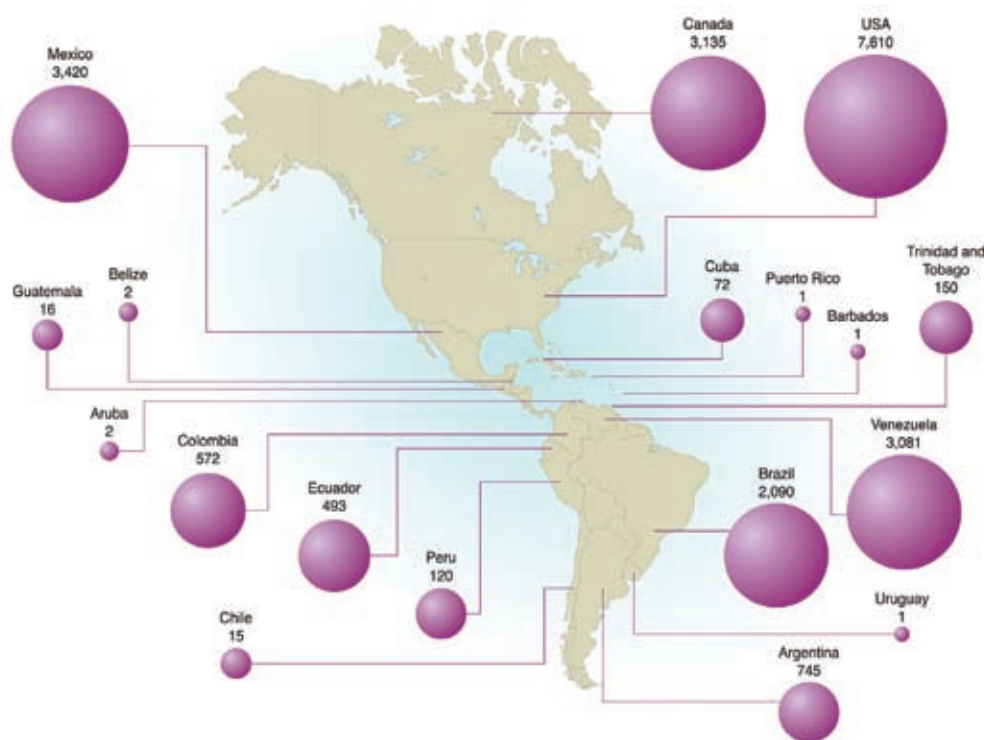 Mexico
3,420
Canada
3,135
USA
7,610
Guatemala
16
Belize
2
Cuba
72
Puerto Rico
1
Barbados
1
Trinidad and
Tobago
150
Aruba
2
Colombia
572
Ecuador
493
Peru
120
Brazil
2,090
Venezuela
3,081
Chile
15
Uruguay
1
Argentina
745